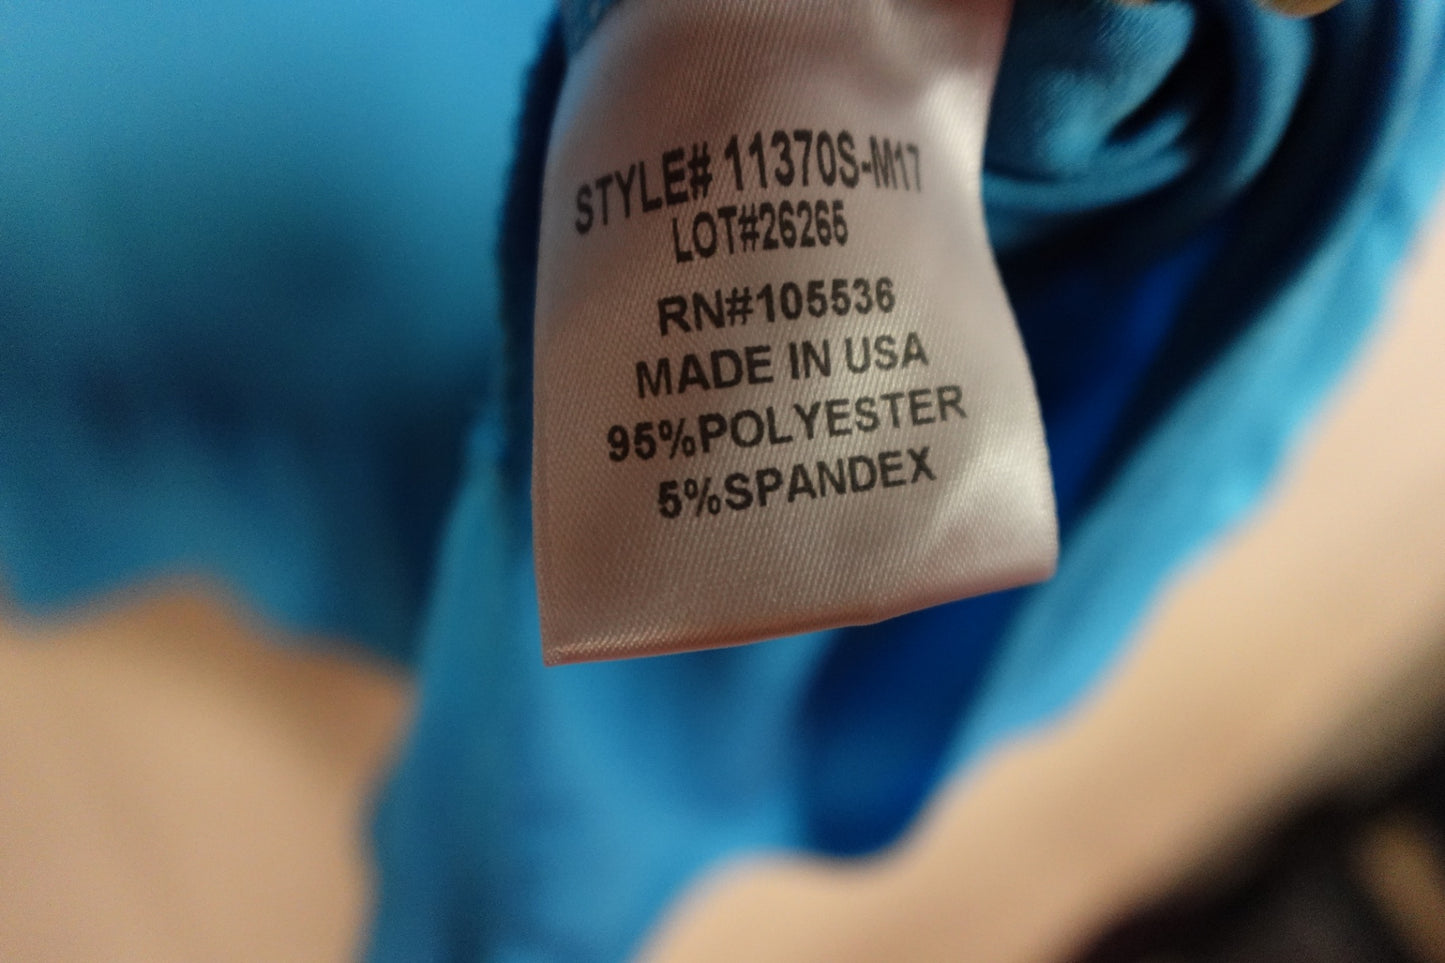 STYLE# 11370S-M17
LOT#26265
RN#105536
MADE IN USA
95%POLYESTER
5%SPANDEX